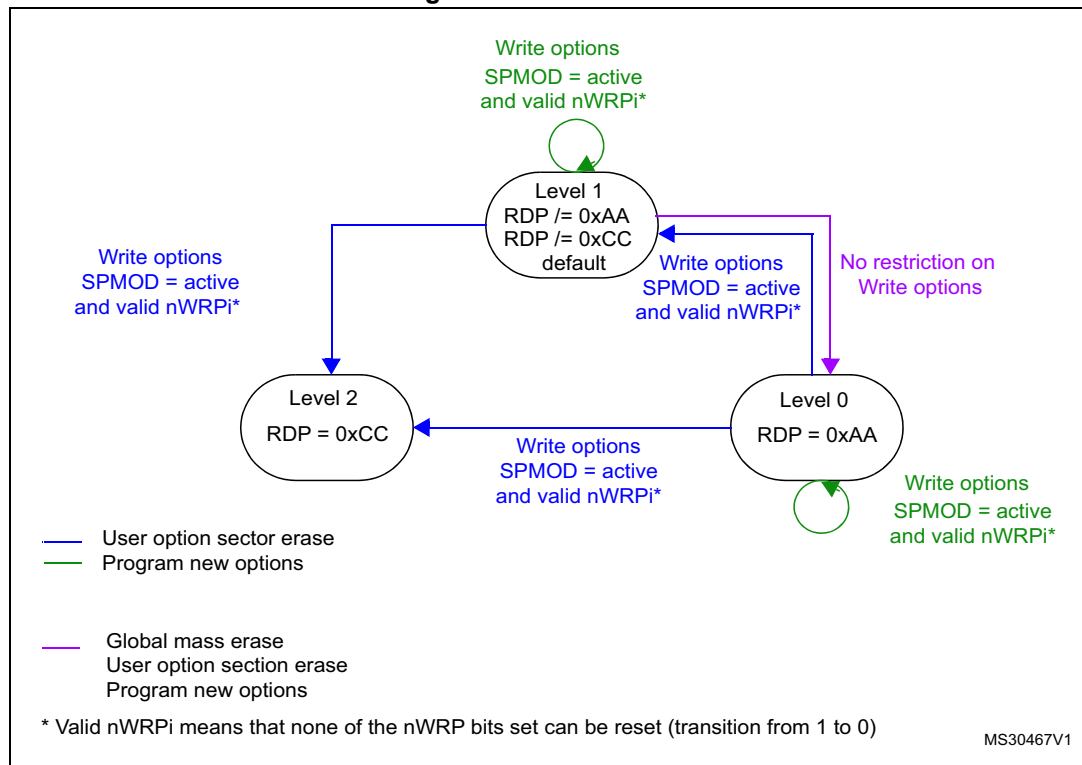 Write options
SPMOD = active
and valid nWRPi*
Level 1
RDP /= 0xAA
RDP /= 0xCC
default
Write options
SPMOD = active
and valid nWRPi*
Write options
SPMOD = active
and valid nWRPi*
No restriction on
Write options
Level 2
RDP = 0xCC
Level 0
RDP = 0xAA
Write options
SPMOD = active
and valid nWRPi*
Write options
SPMOD = active
and valid nWRPi*
User option sector erase
Program new options
Global mass erase
User option section erase
Program new options
* Valid nWRPi means that none of the nWRP bits set can be reset (transition from 1 to 0)
MS30467V1